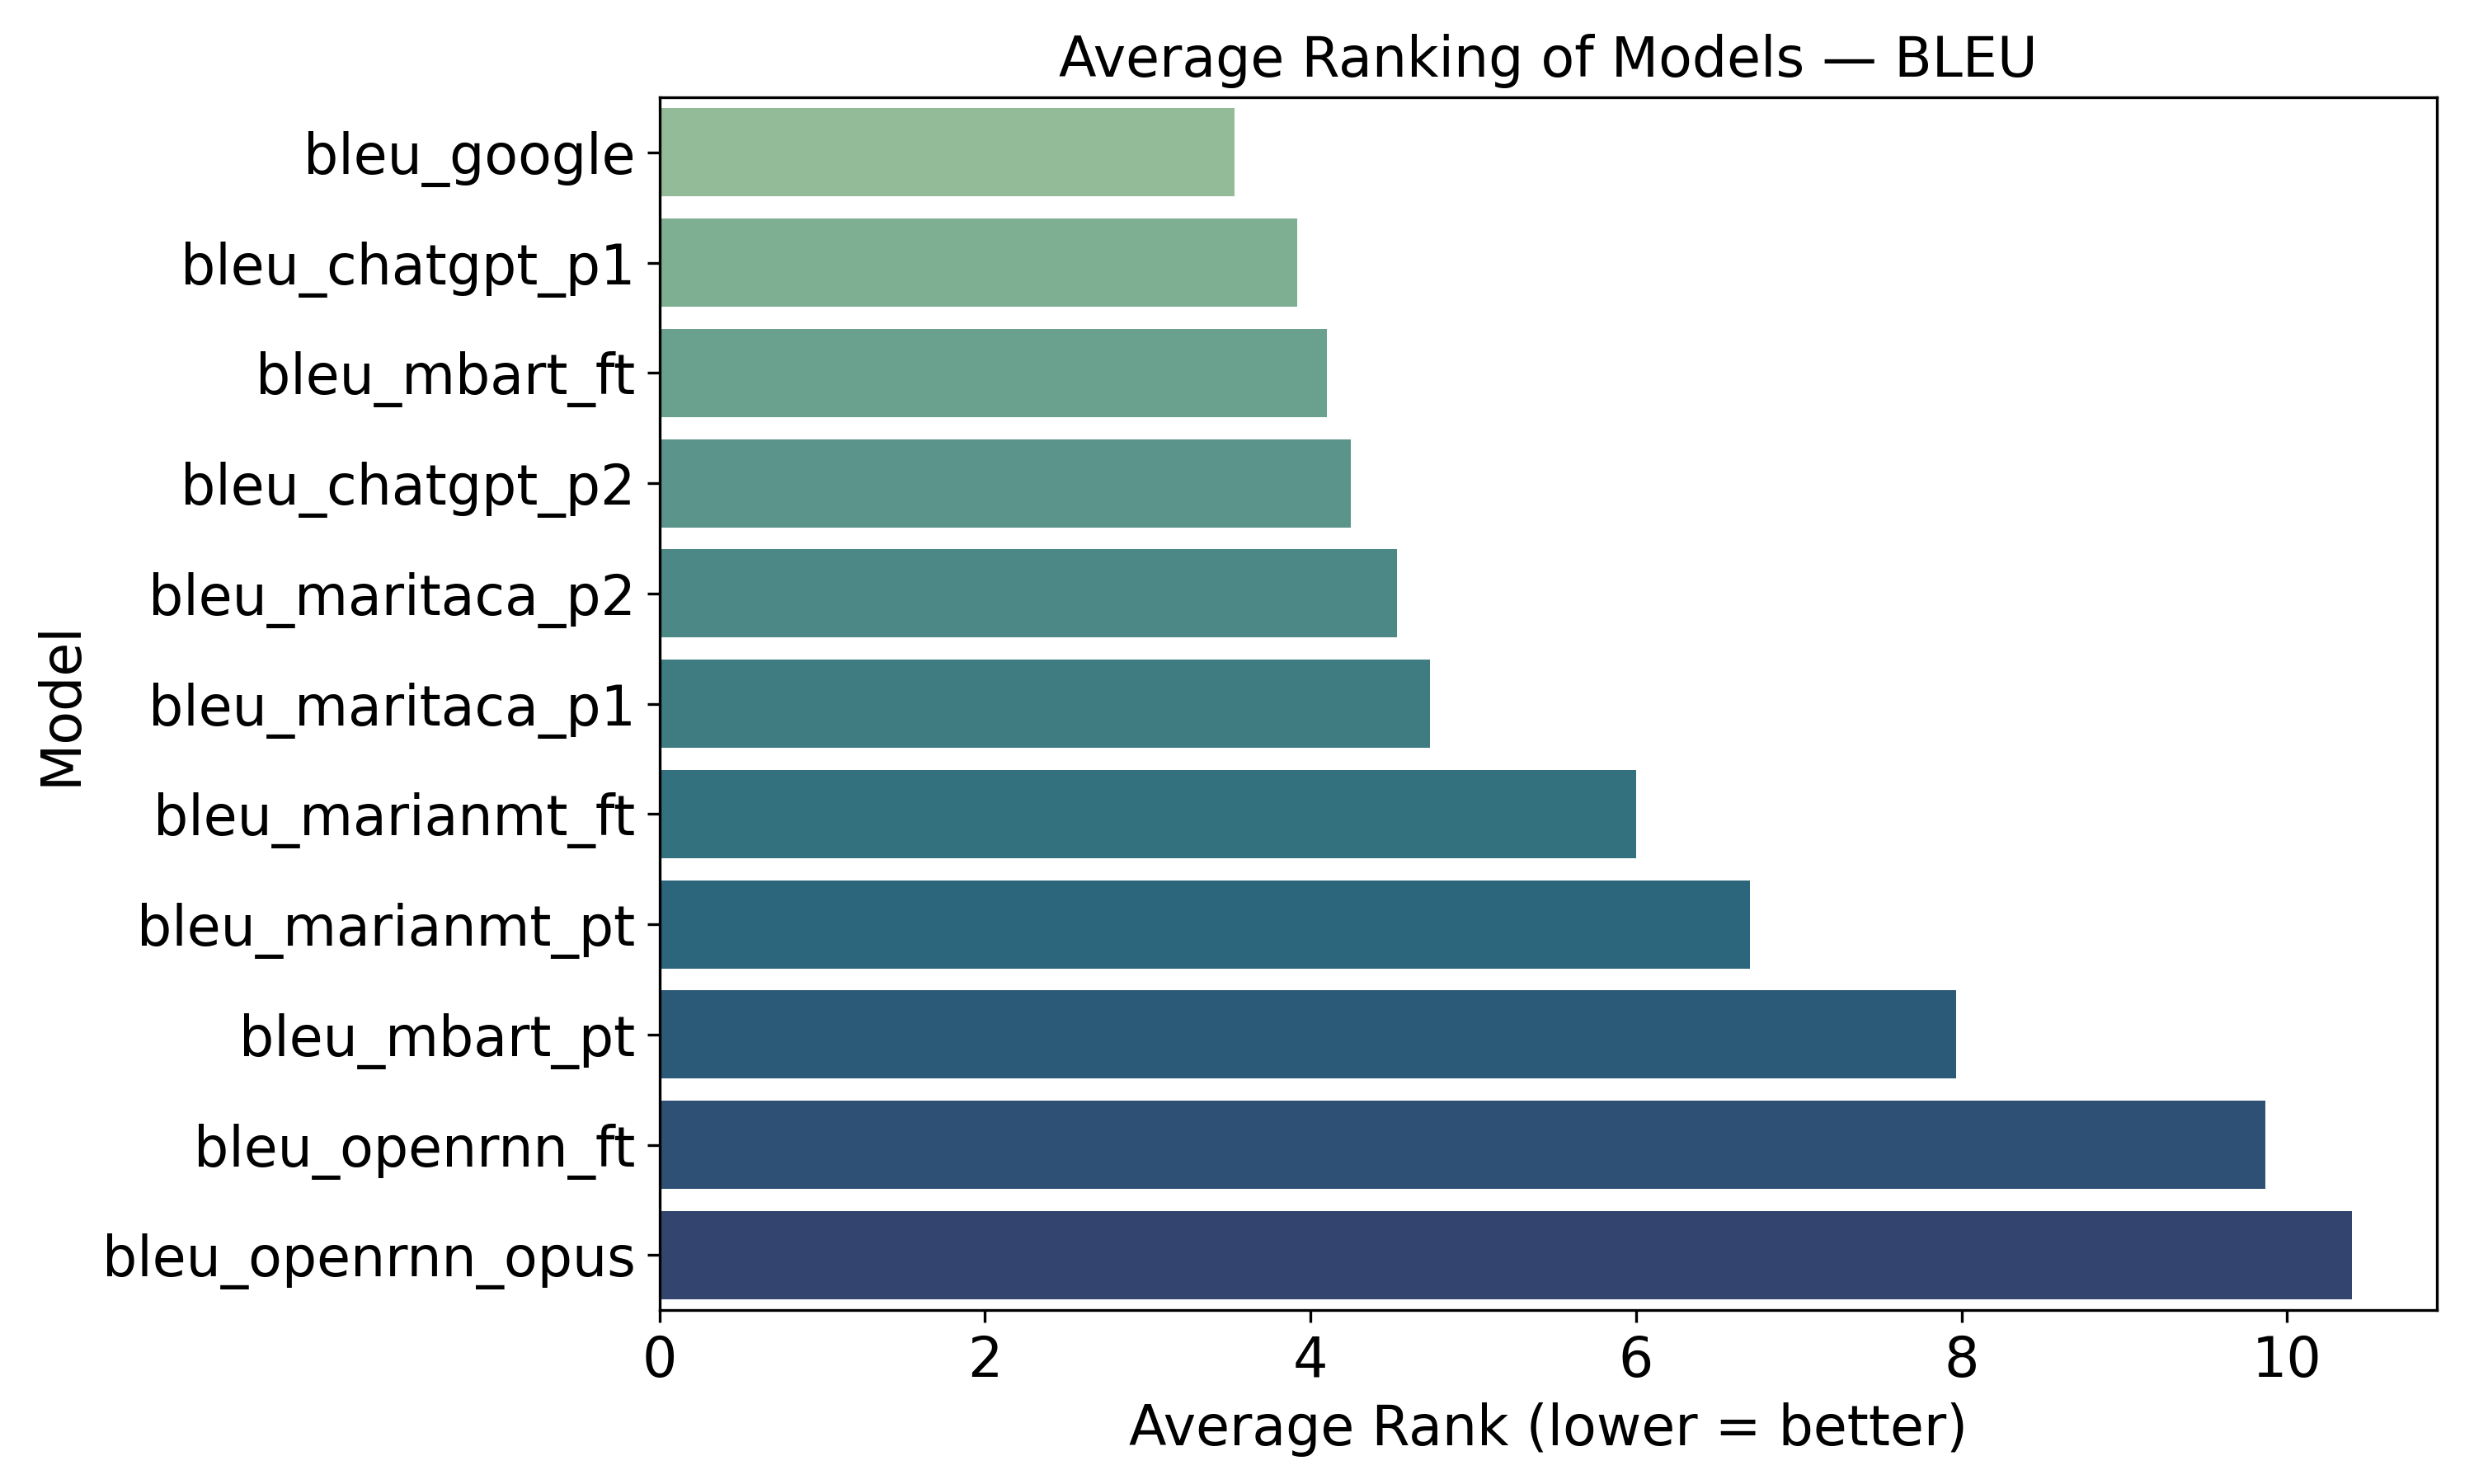 Average Ranking of Models — BLEU
bleu_google
bleu_chatgpt_p1
bleu_mbart_ft
bleu_chatgpt_p2
bleu_maritaca_p2
bleu_maritaca_p1
bleu_marianmt_ft
bleu_marianmt_pt
bleu_mbart_pt
bleu_openrnn_ft
bleu_openrnn_opus
Model
0 2 4 6 8 10
Average Rank (lower = better)